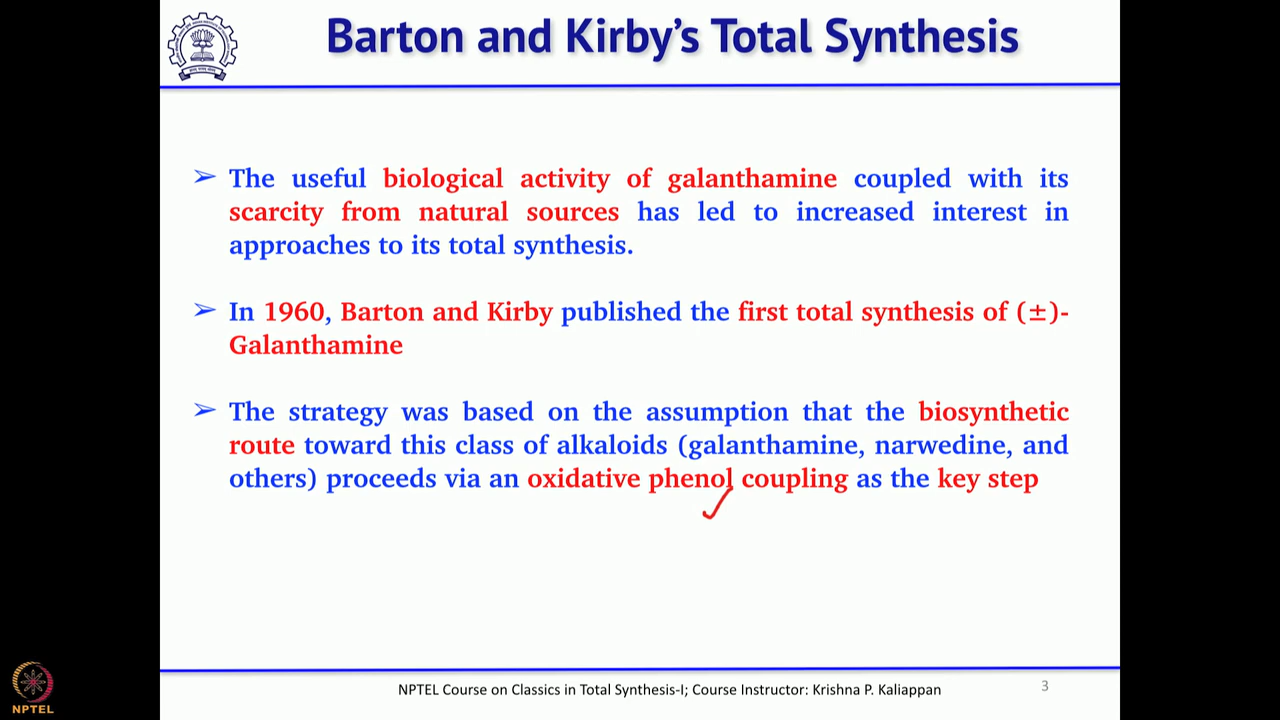 Barton and Kirby's Total Synthesis
➢ The useful biological activity of galanthamine coupled with its
scarcity from natural sources has led to increased interest in
approaches to its total synthesis.
➢ In 1960, Barton and Kirby published the first total synthesis of (±)-
Galanthamine
➢ The strategy was based on the assumption that the biosynthetic
route toward this class of alkaloids (galanthamine, narwedine, and
others) proceeds via an oxidative phenol coupling as the key step
NPTEL Course on Classics in Total Synthesis-I; Course Instructor: Krishna P. Kaliappan
3
NPTEL